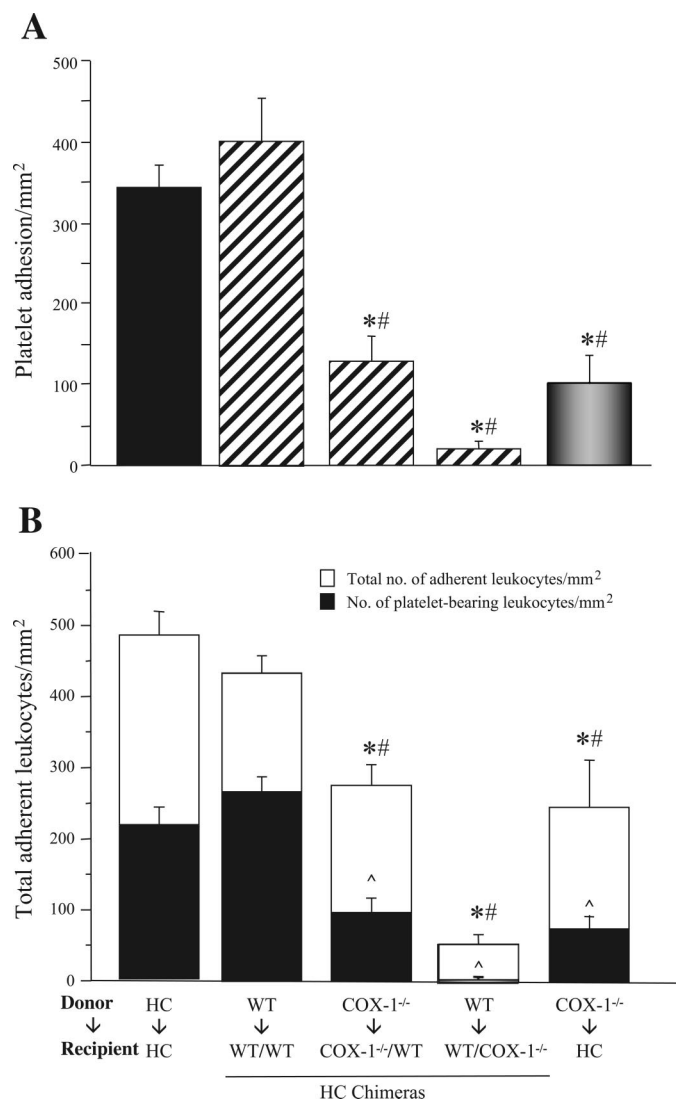 A
Platelet adhesion/mm²
500
400
300
200
100
0
*#
*#
*#
B
Total adherent leukocytes/mm²
600
500
400
300
200
100
0
Total no. of adherent leukocytes/mm²
No. of platelet-bearing leukocytes/mm²
*#
*#
*#
^
^
^
Donor HC WT COX-1⁻/⁻ WT COX-1⁻/⁻
↓ ↓ ↓ ↓ ↓ ↓
Recipient HC WT/WT COX-1⁻/⁻/WT WT/COX-1⁻/⁻ HC
HC Chimeras